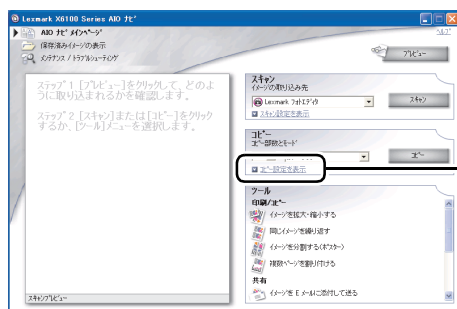 Lexmark X6100 Series AIO ナビ
AIO ナビ メインページ
ヘルプ
保存済みイメージの表示
メンテナンス / トラブルシューティング
プレビュー
ステップ 1 [プレビュー]をクリックして、どのように取り込まれるかを確認します。
ステップ 2 [スキャン]または[コピー]をクリックするか、[ツール]メニューを選択します。
スキャンプレビュー
スキャン
イメージの取り込み先
Lexmark フォトエディタ
スキャン
スキャン設定を表示
コピー
コピー部数とモード
コピー
コピー設定を表示
ツール
印刷/コピー
イメージを拡大・縮小する
同じイメージを繰り返す
イメージを分割する(ポスター)
複数ページを割り付ける
共有
イメージを E メールに添付して送る